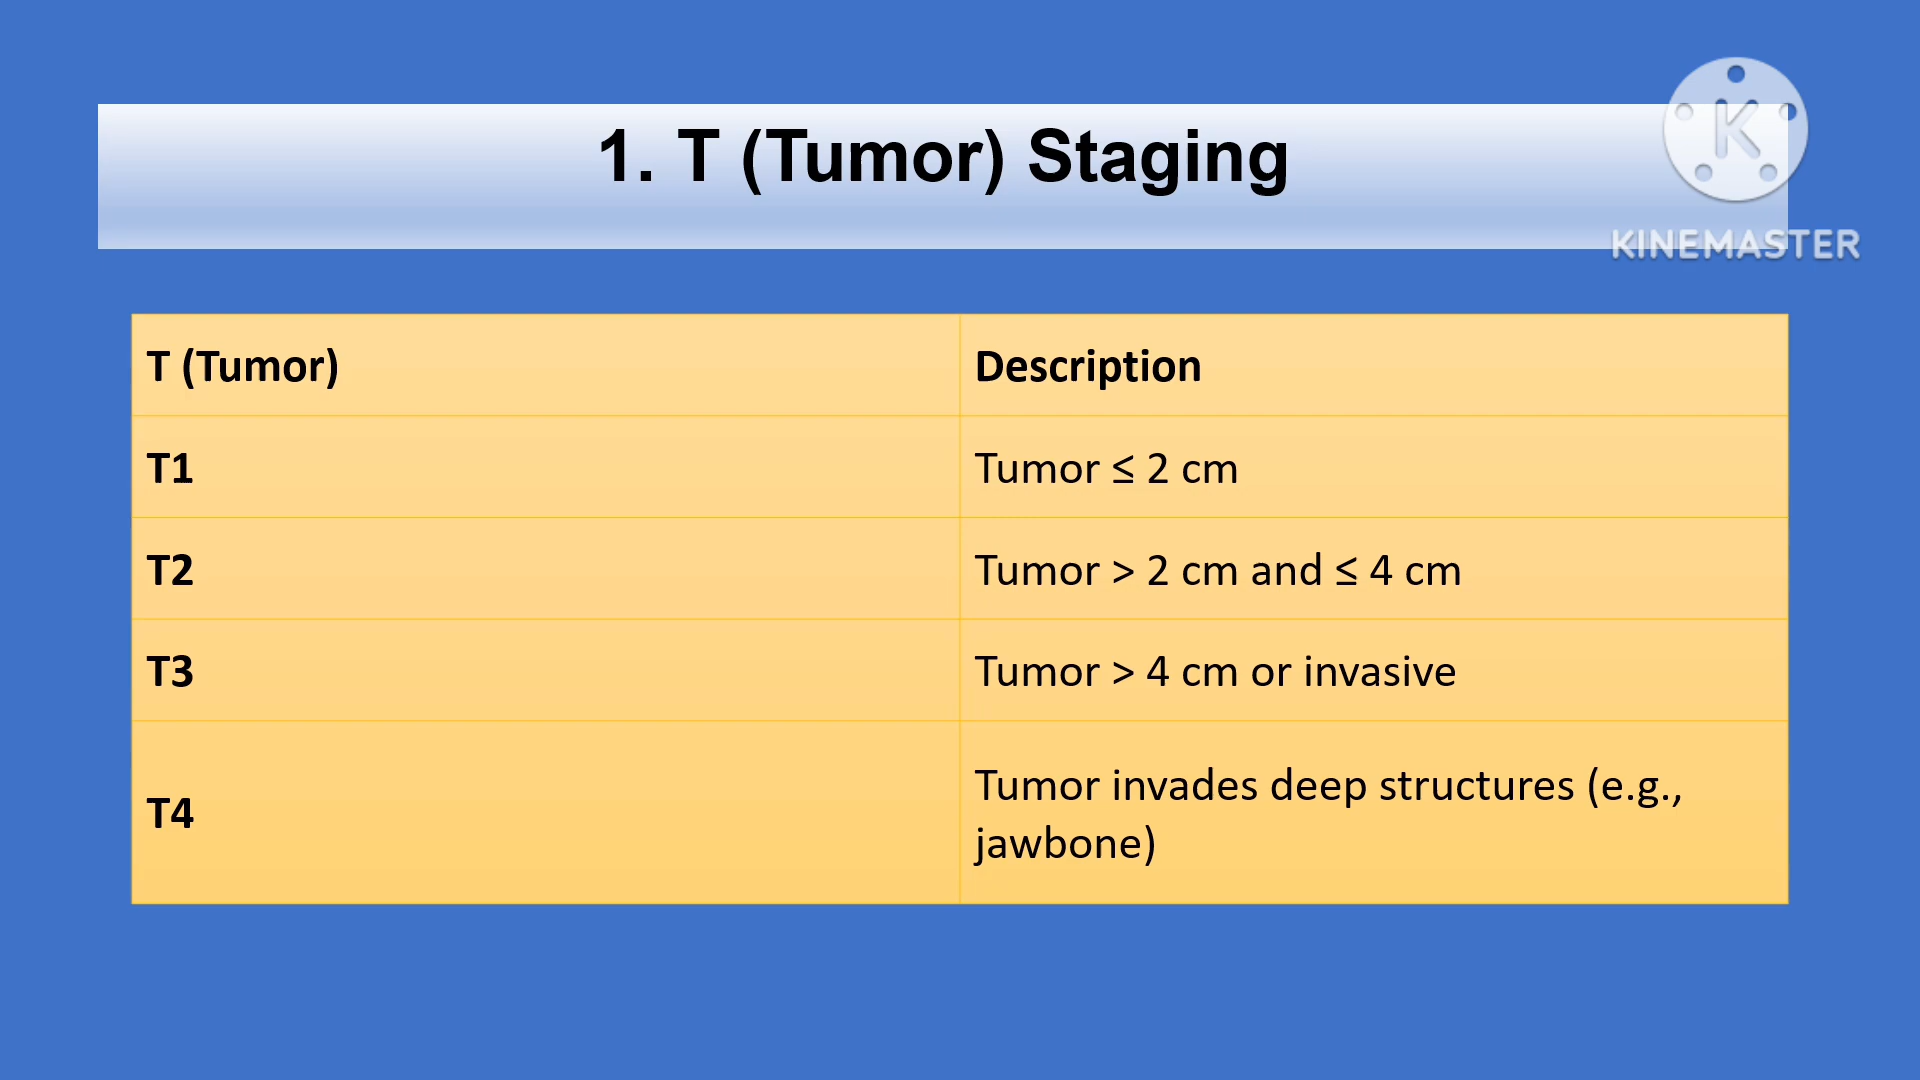 1. T (Tumor) Staging
K
KINEMASTER
T (Tumor) Description
T1 Tumor ≤ 2 cm
T2 Tumor > 2 cm and ≤ 4 cm
T3 Tumor > 4 cm or invasive
T4 Tumor invades deep structures (e.g.,
jawbone)